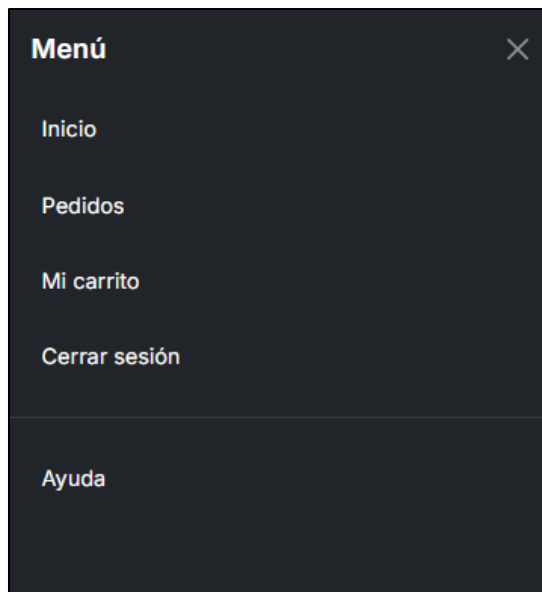 Menú
Inicio
Pedidos
Mi carrito
Cerrar sesión
Ayuda